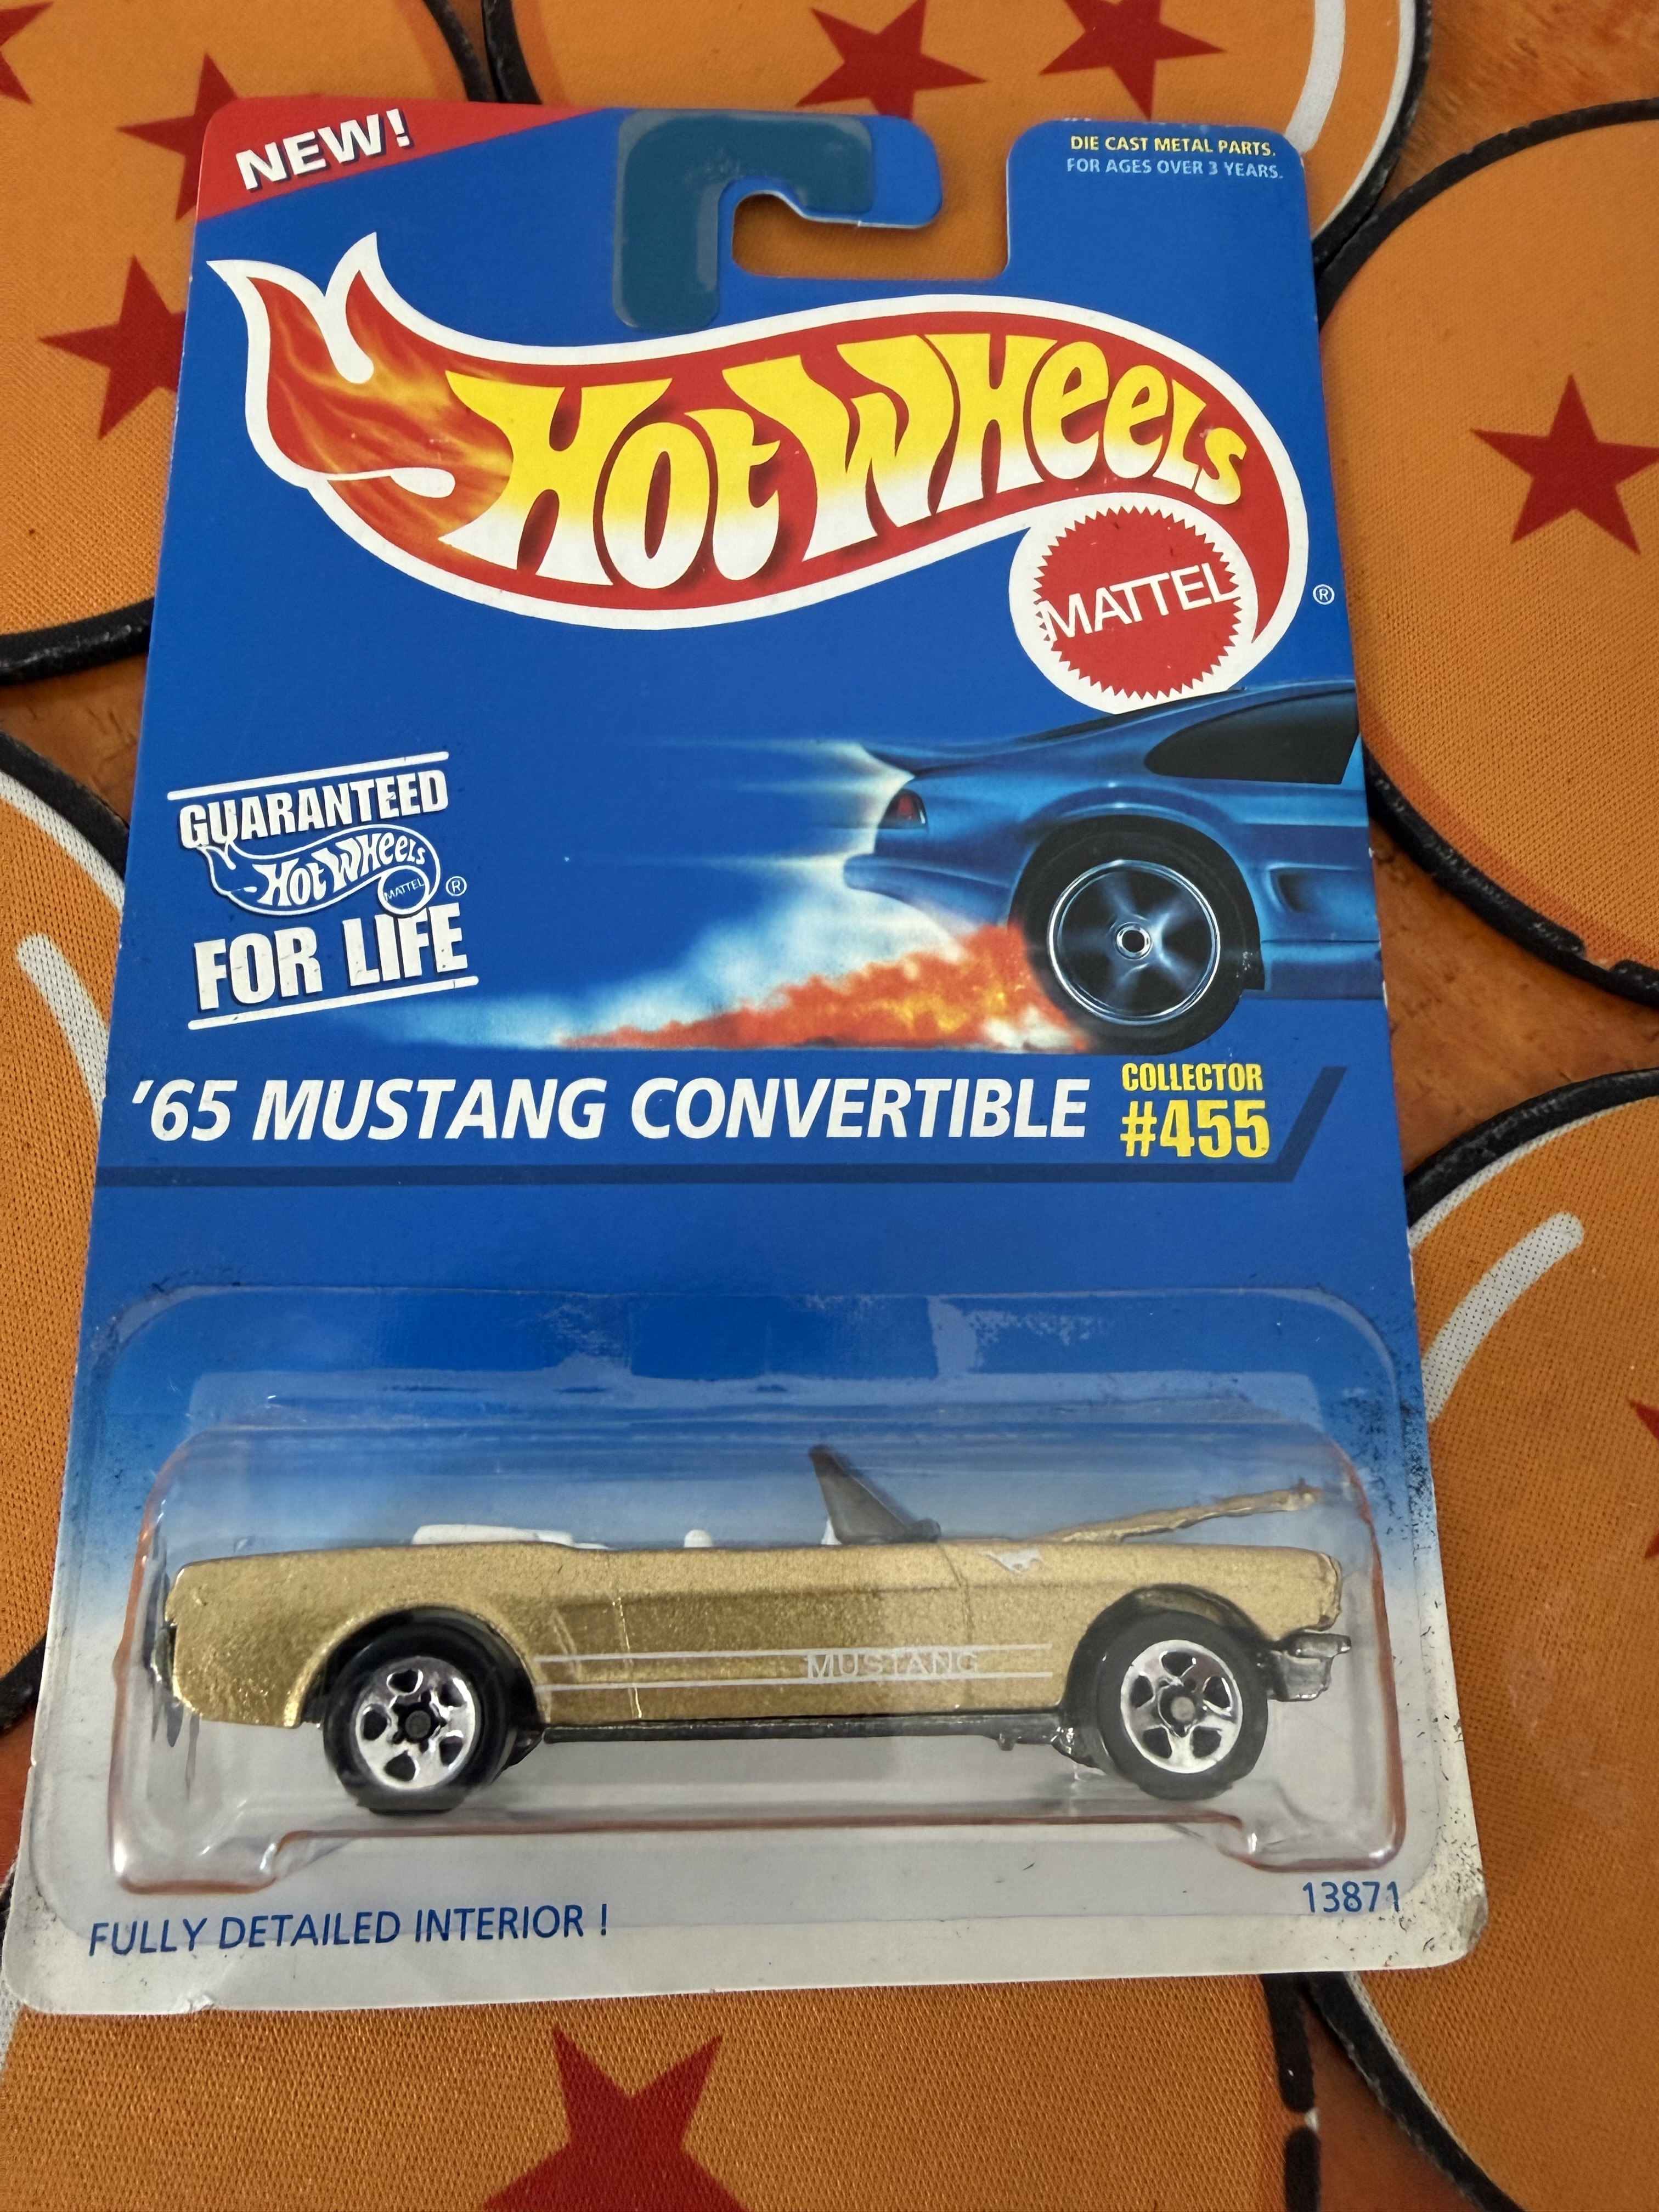 NEW!
DIE CAST METAL PARTS.
FOR AGES OVER 3 YEARS.
HOT WHEELS
MATTEL
®
GUARANTEED
HOT WHEELS
MATTEL ®
FOR LIFE
'65 MUSTANG CONVERTIBLE
COLLECTOR
#455
MUSTANG
13871
FULLY DETAILED INTERIOR !